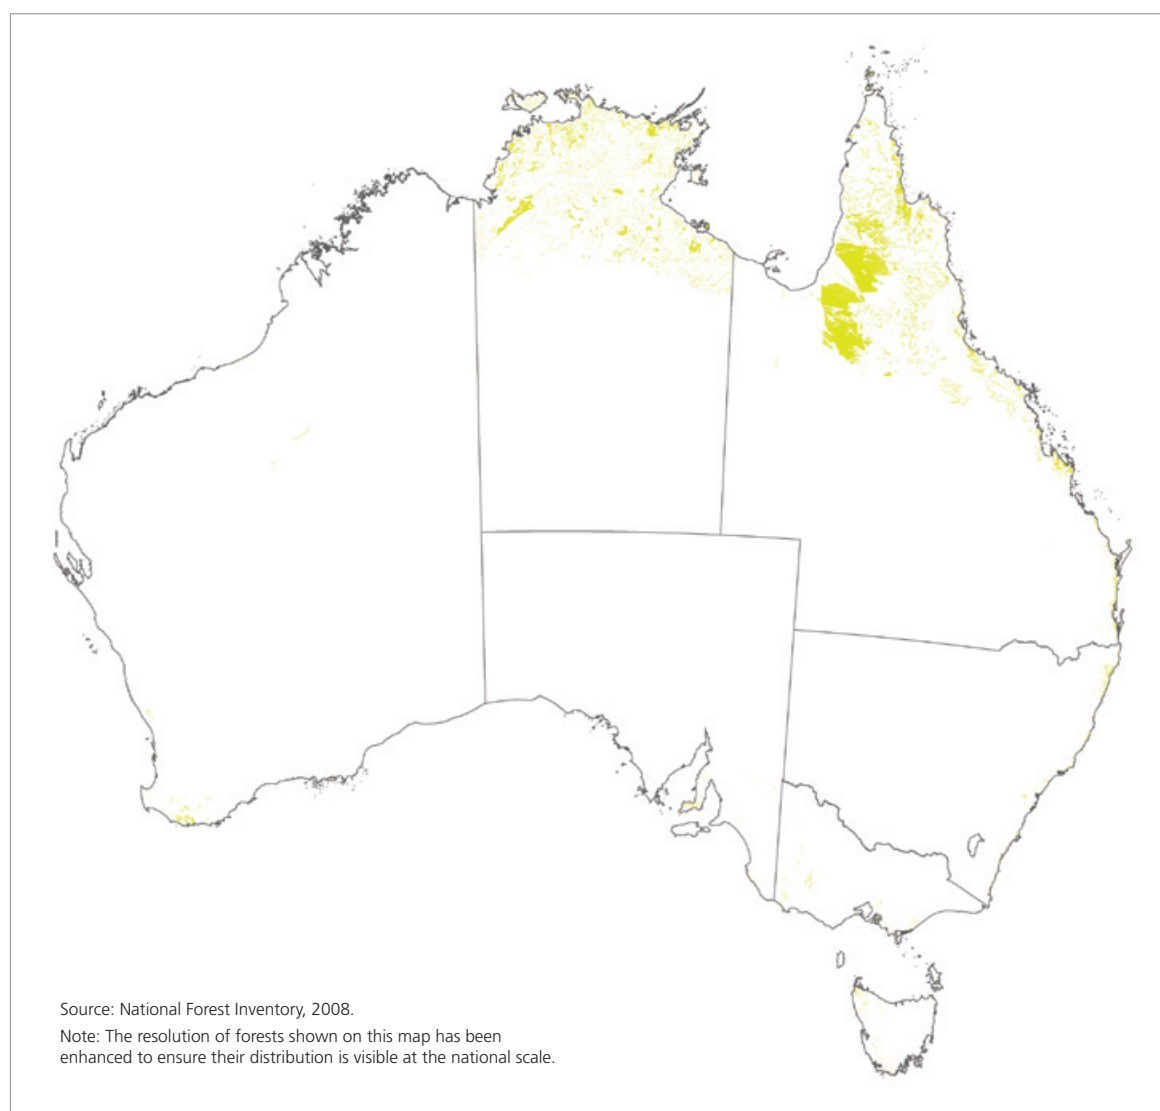 Source: National Forest Inventory, 2008.
Note: The resolution of forests shown on this map has been
enhanced to ensure their distribution is visible at the national scale.